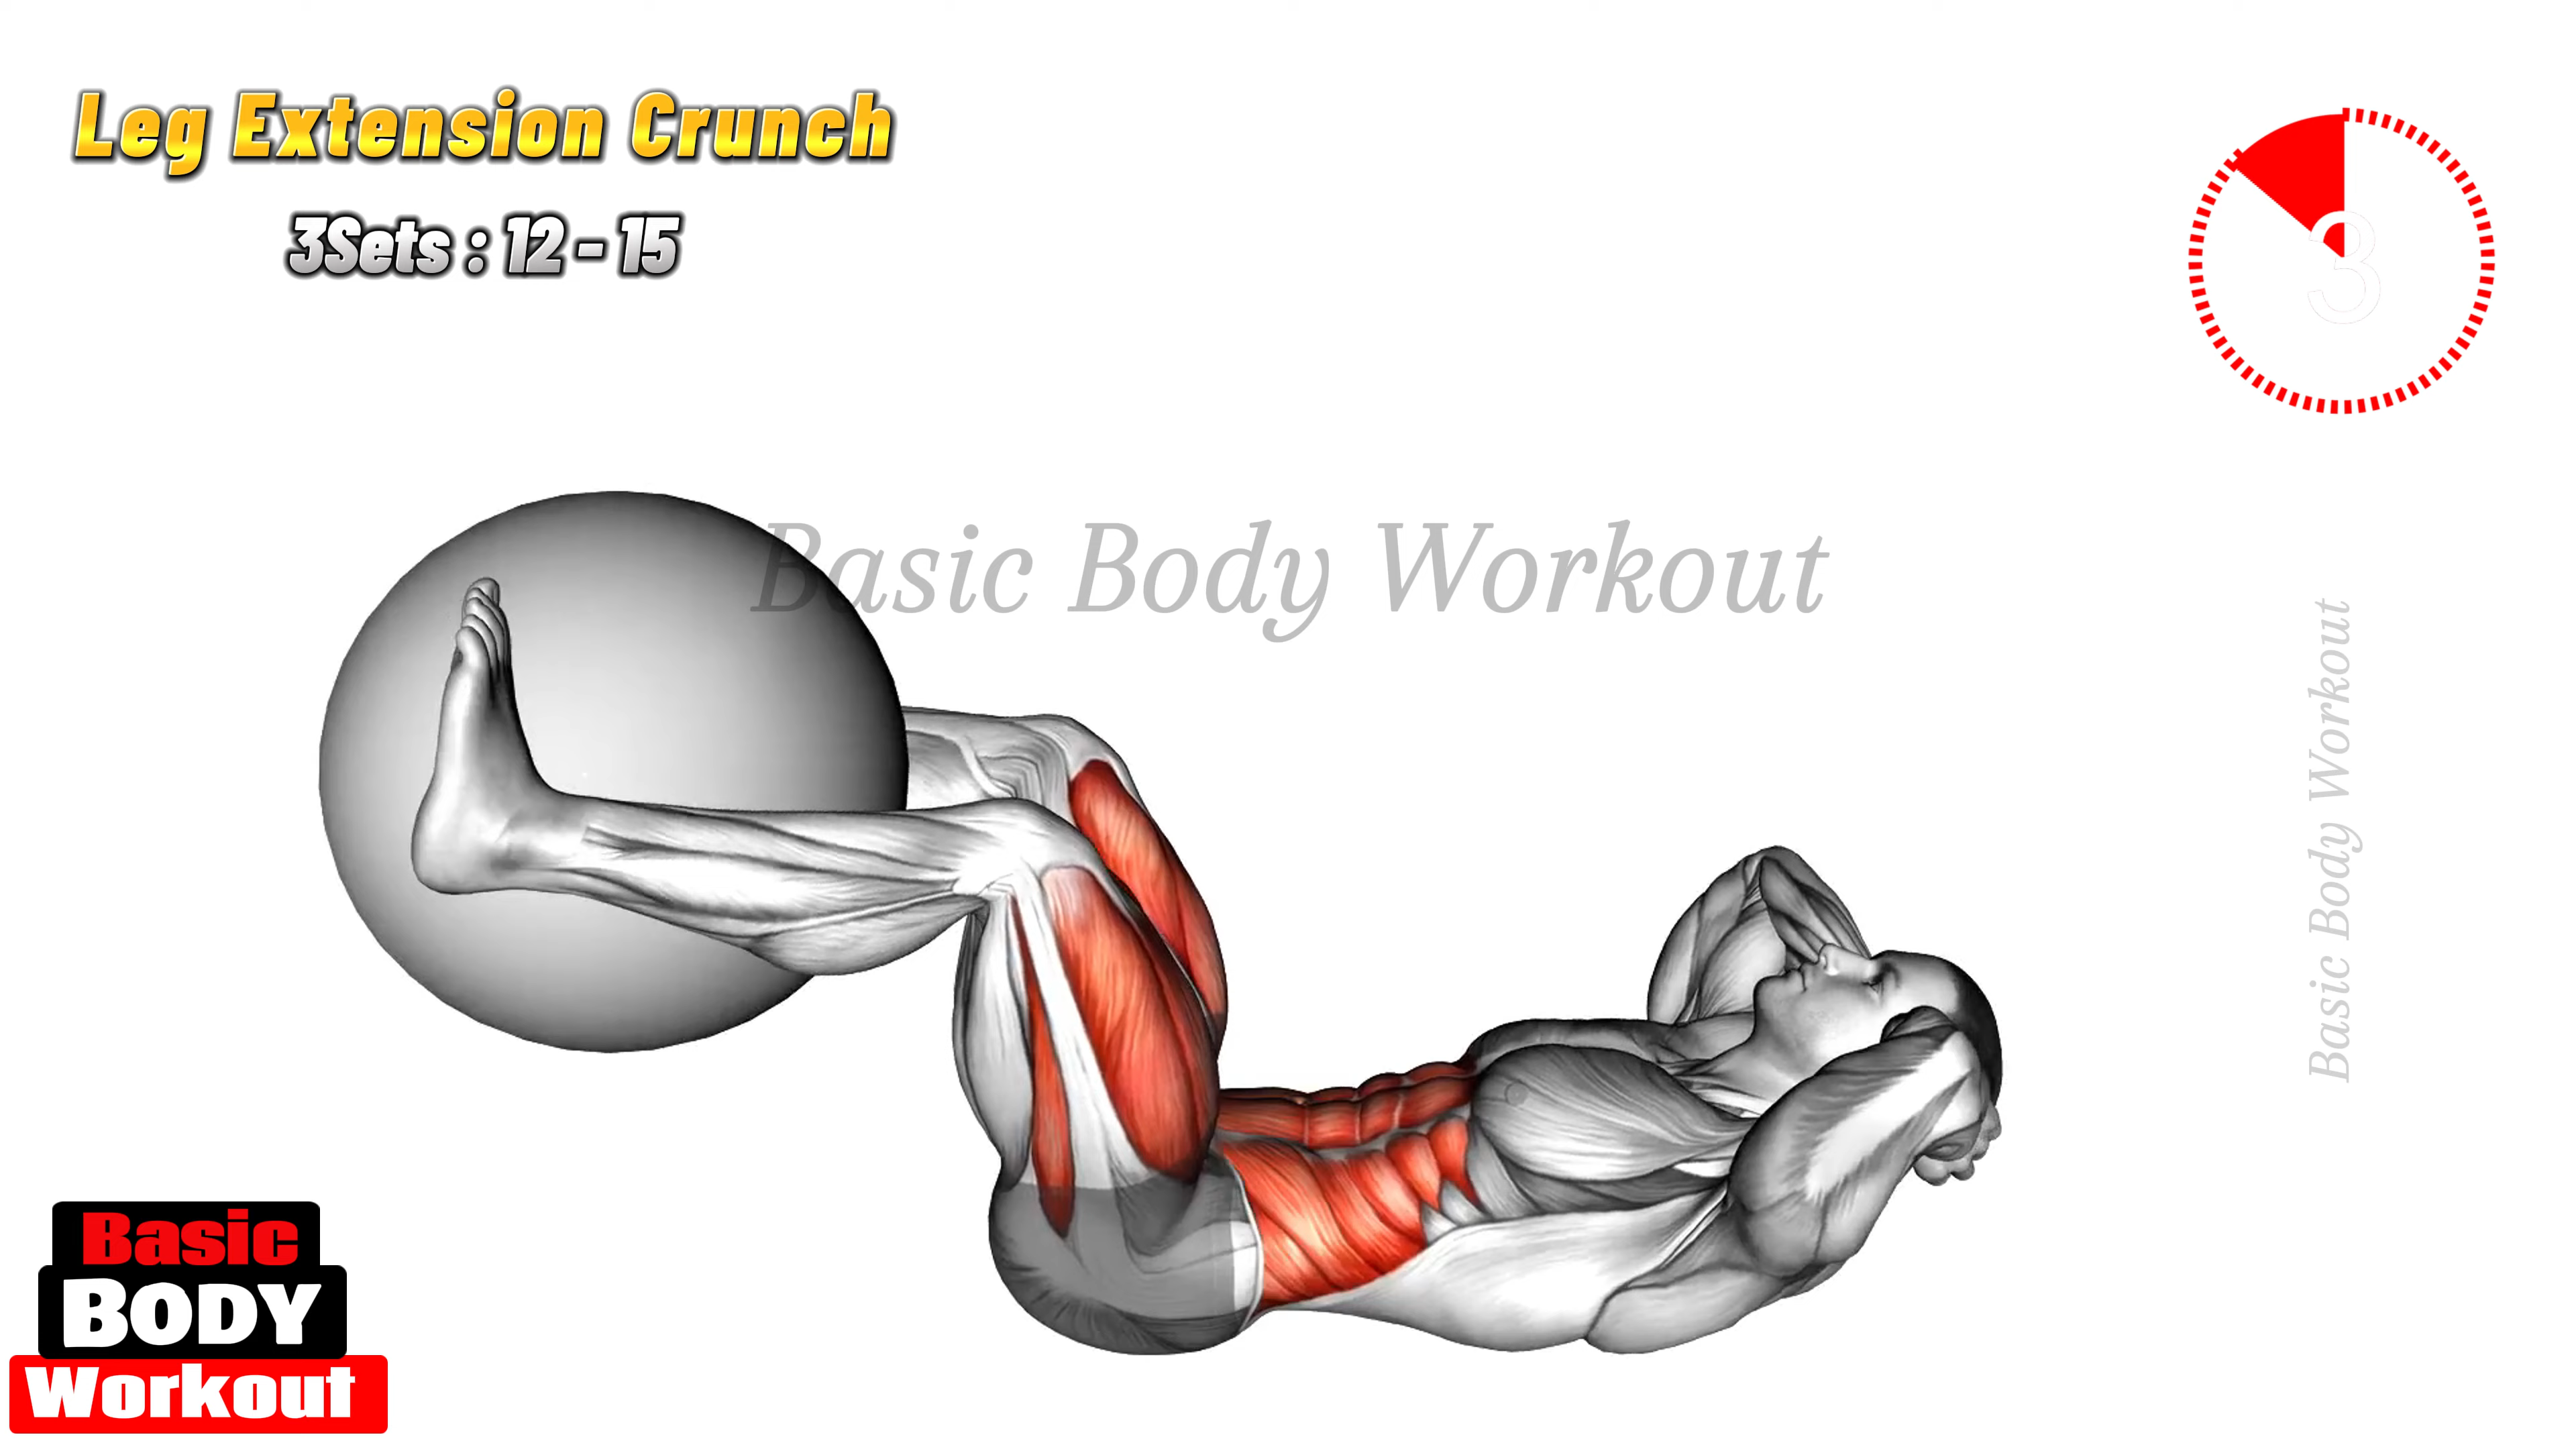 Leg Extension Crunch
3Sets : 12 - 15
3
Basic Body Workout
Basic Body Workout
Basic
BODY
Workout